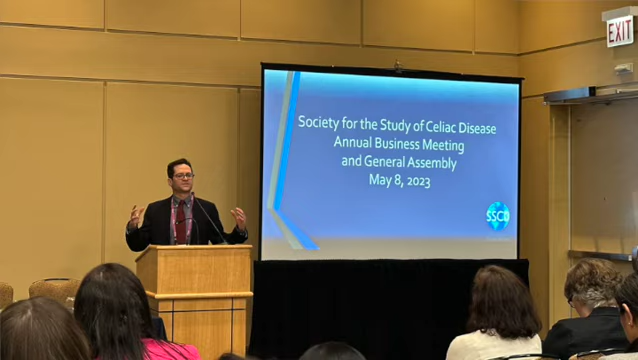 EXIT
Society for the Study of Celiac Disease
Annual Business Meeting
and General Assembly
May 8, 2023
SSCD